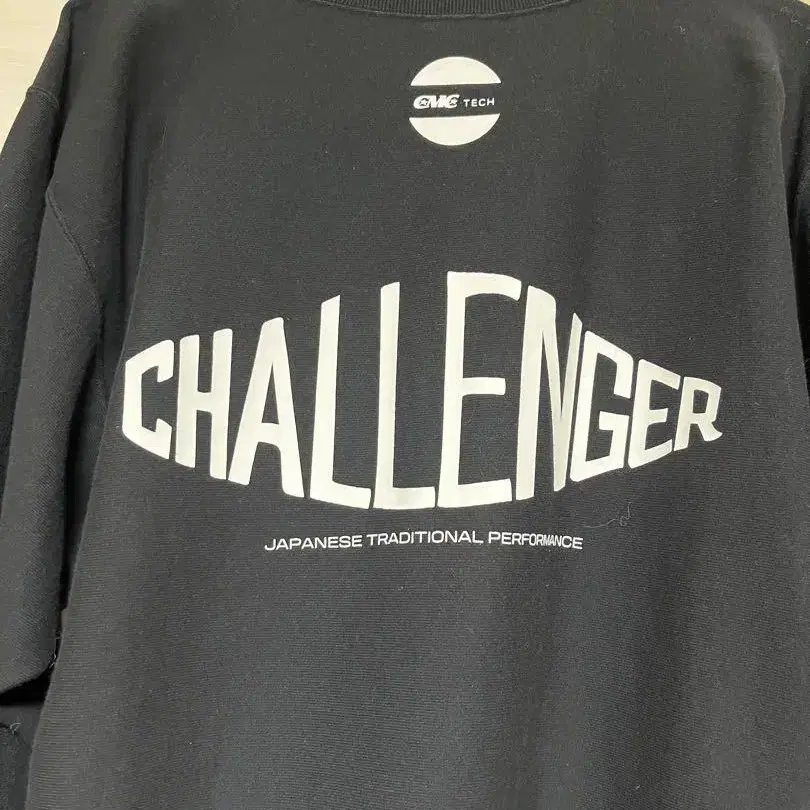 CMC TECH
CHALLENGER
JAPANESE TRADITIONAL PERFORMANCE